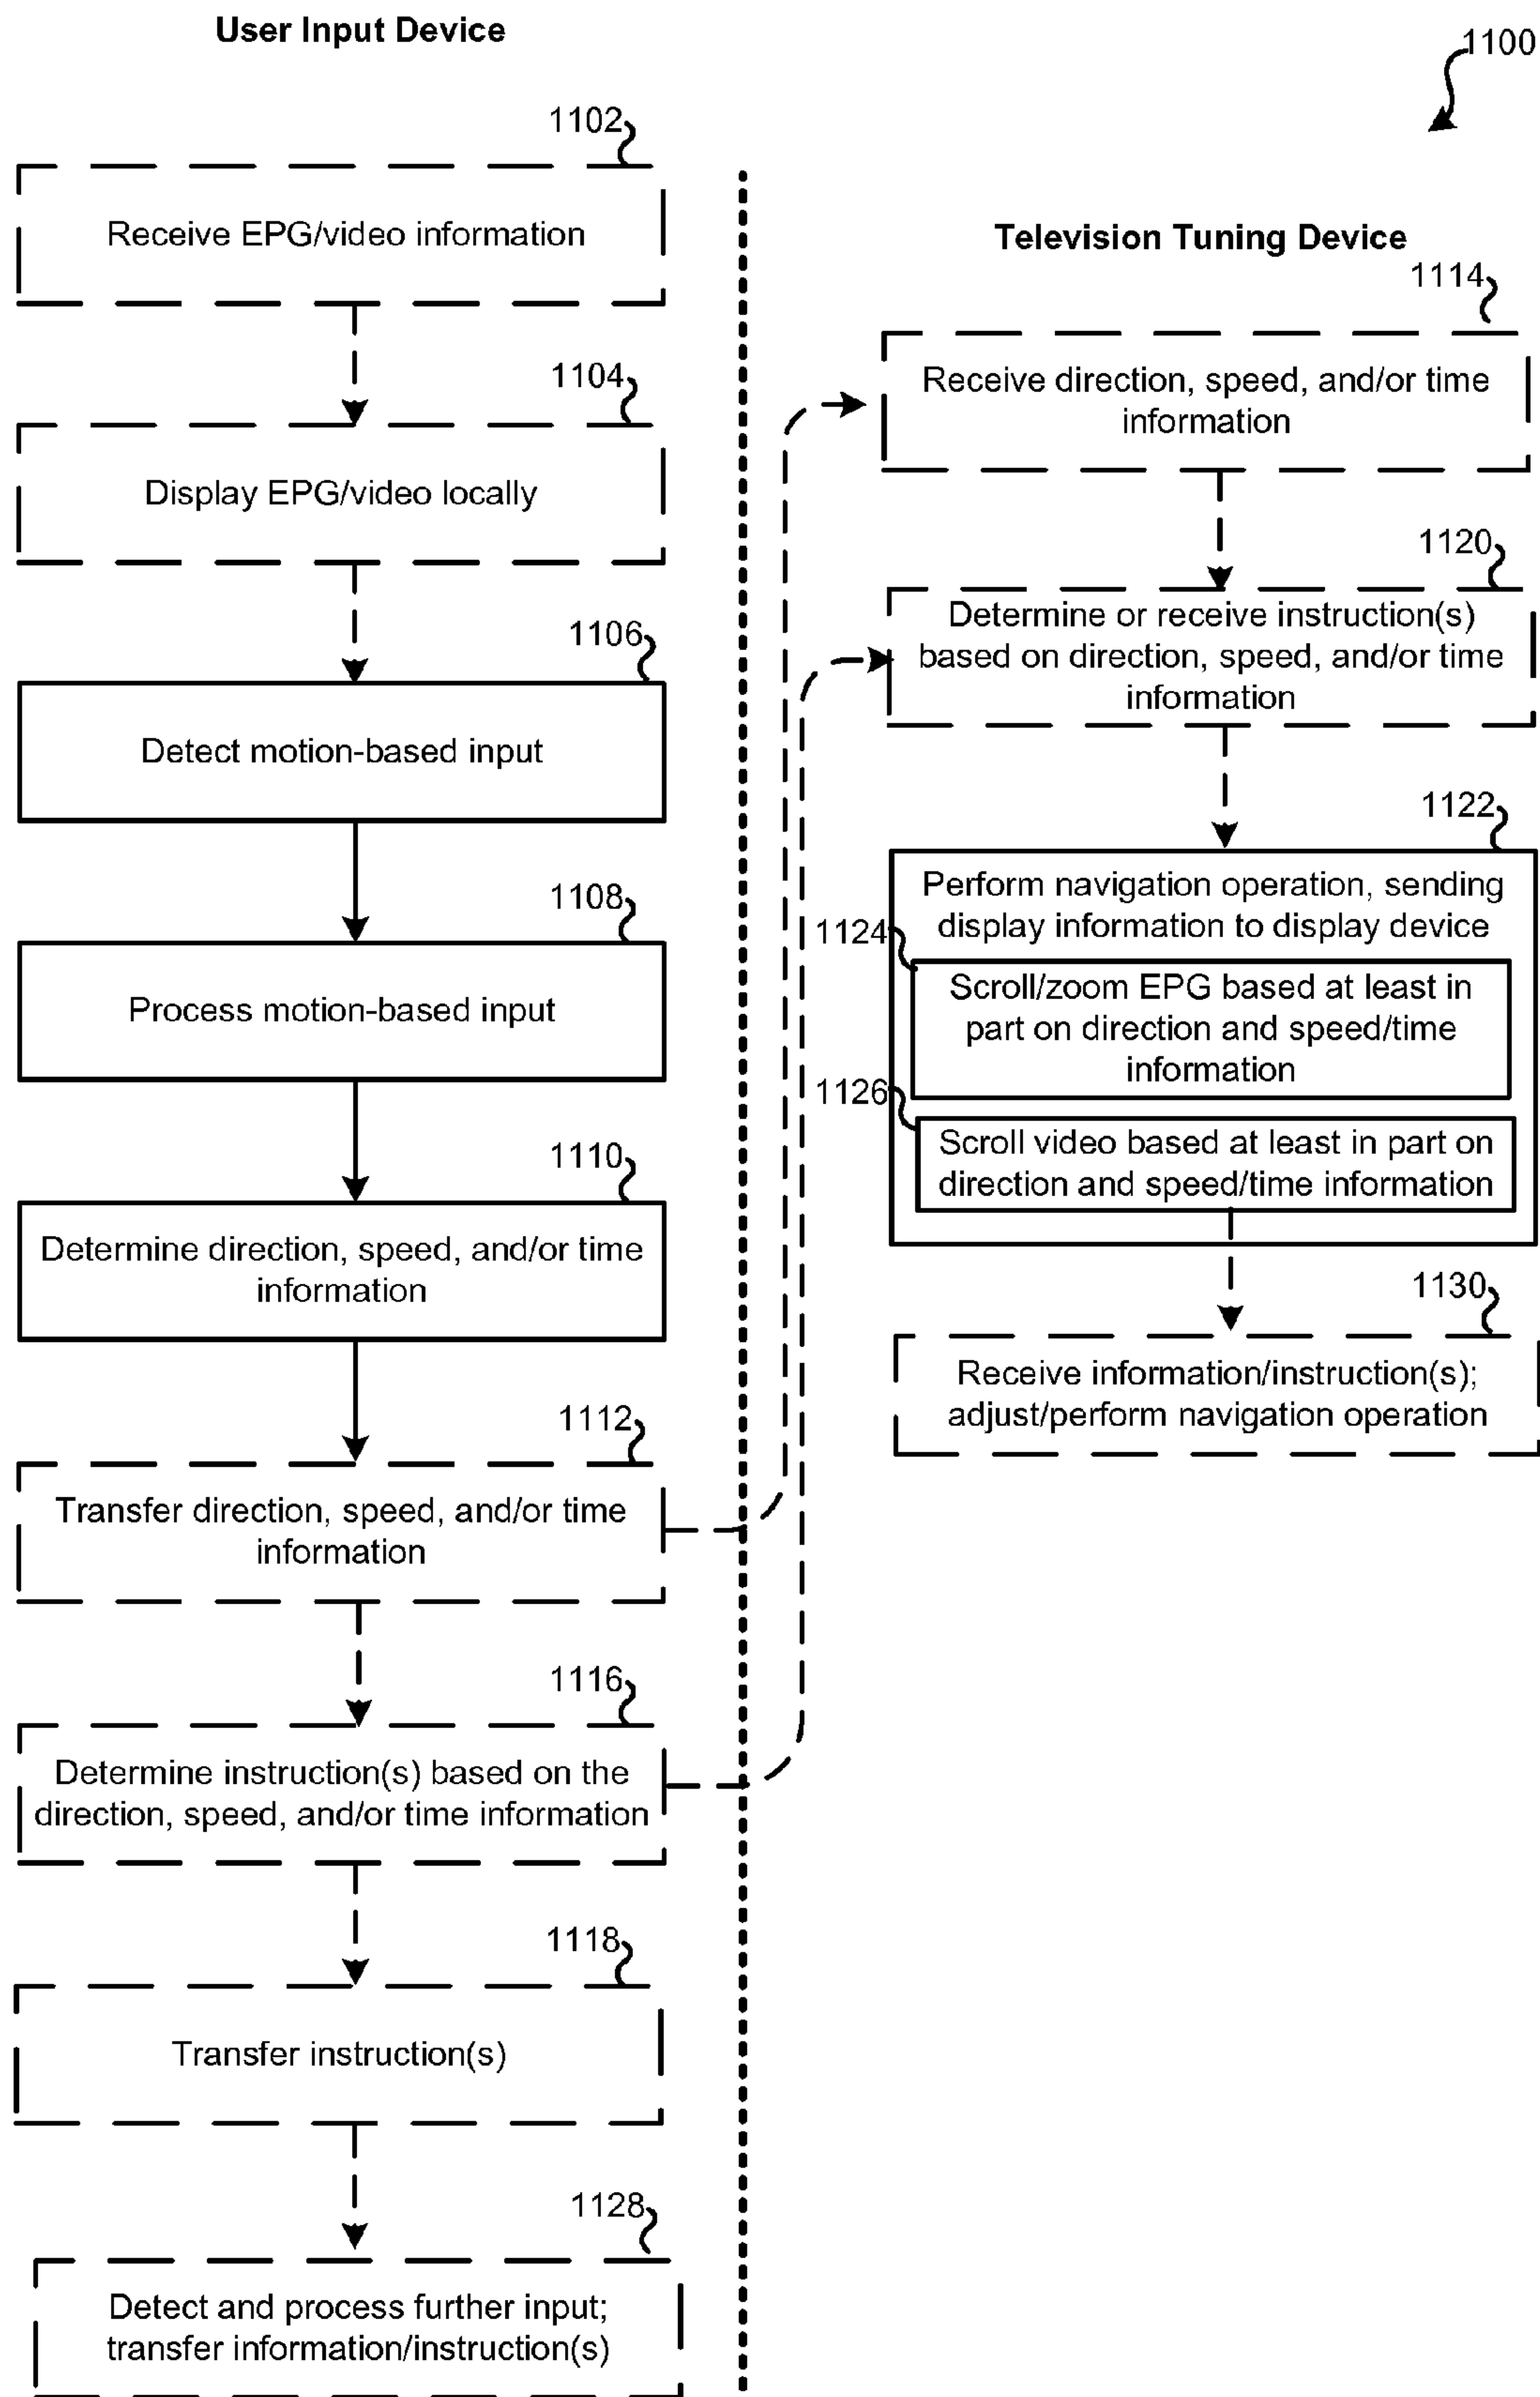 User Input Device
1100
1102
Receive EPG/video information
1104
Display EPG/video locally
1106
Detect motion-based input
1108
Process motion-based input
1110
Determine direction, speed, and/or time
information
1112
Transfer direction, speed, and/or time
information
1116
Determine instruction(s) based on the
direction, speed, and/or time information
1118
Transfer instruction(s)
1128
Detect and process further input;
transfer information/instruction(s)
Television Tuning Device
1114
Receive direction, speed, and/or time
information
1120
Determine or receive instruction(s)
based on direction, speed, and/or time
information
1122
Perform navigation operation, sending
display information to display device
1124
Scroll/zoom EPG based at least in
part on direction and speed/time
information
1126
Scroll video based at least in part on
direction and speed/time information
1130
Receive information/instruction(s);
adjust/perform navigation operation